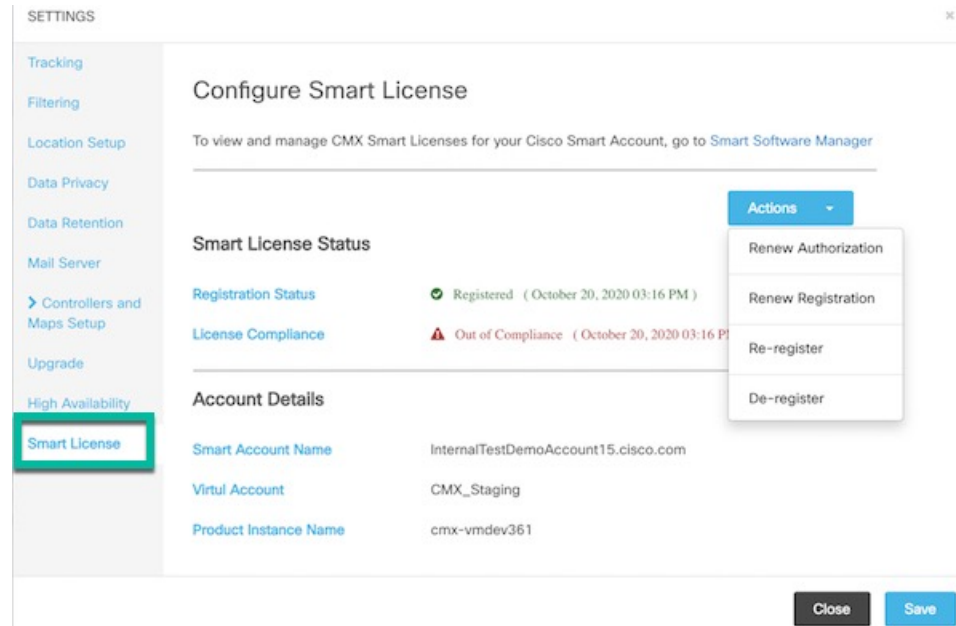 SETTINGS
×
Tracking
Filtering
Location Setup
Data Privacy
Data Retention
Mail Server
Controllers and
Maps Setup
Upgrade
High Availability
Smart License
Configure Smart License
To view and manage CMX Smart Licenses for your Cisco Smart Account, go to Smart Software Manager
Actions
Renew Authorization
Renew Registration
Re-register
De-register
Smart License Status
Registration Status Registered ( October 20, 2020 03:16 PM )
License Compliance Out of Compliance ( October 20, 2020 03:16
Account Details
Smart Account Name InternalTestDemoAccount15.cisco.com
Virtul Account CMX_Staging
Product Instance Name cmx-vmdev361
Close Save